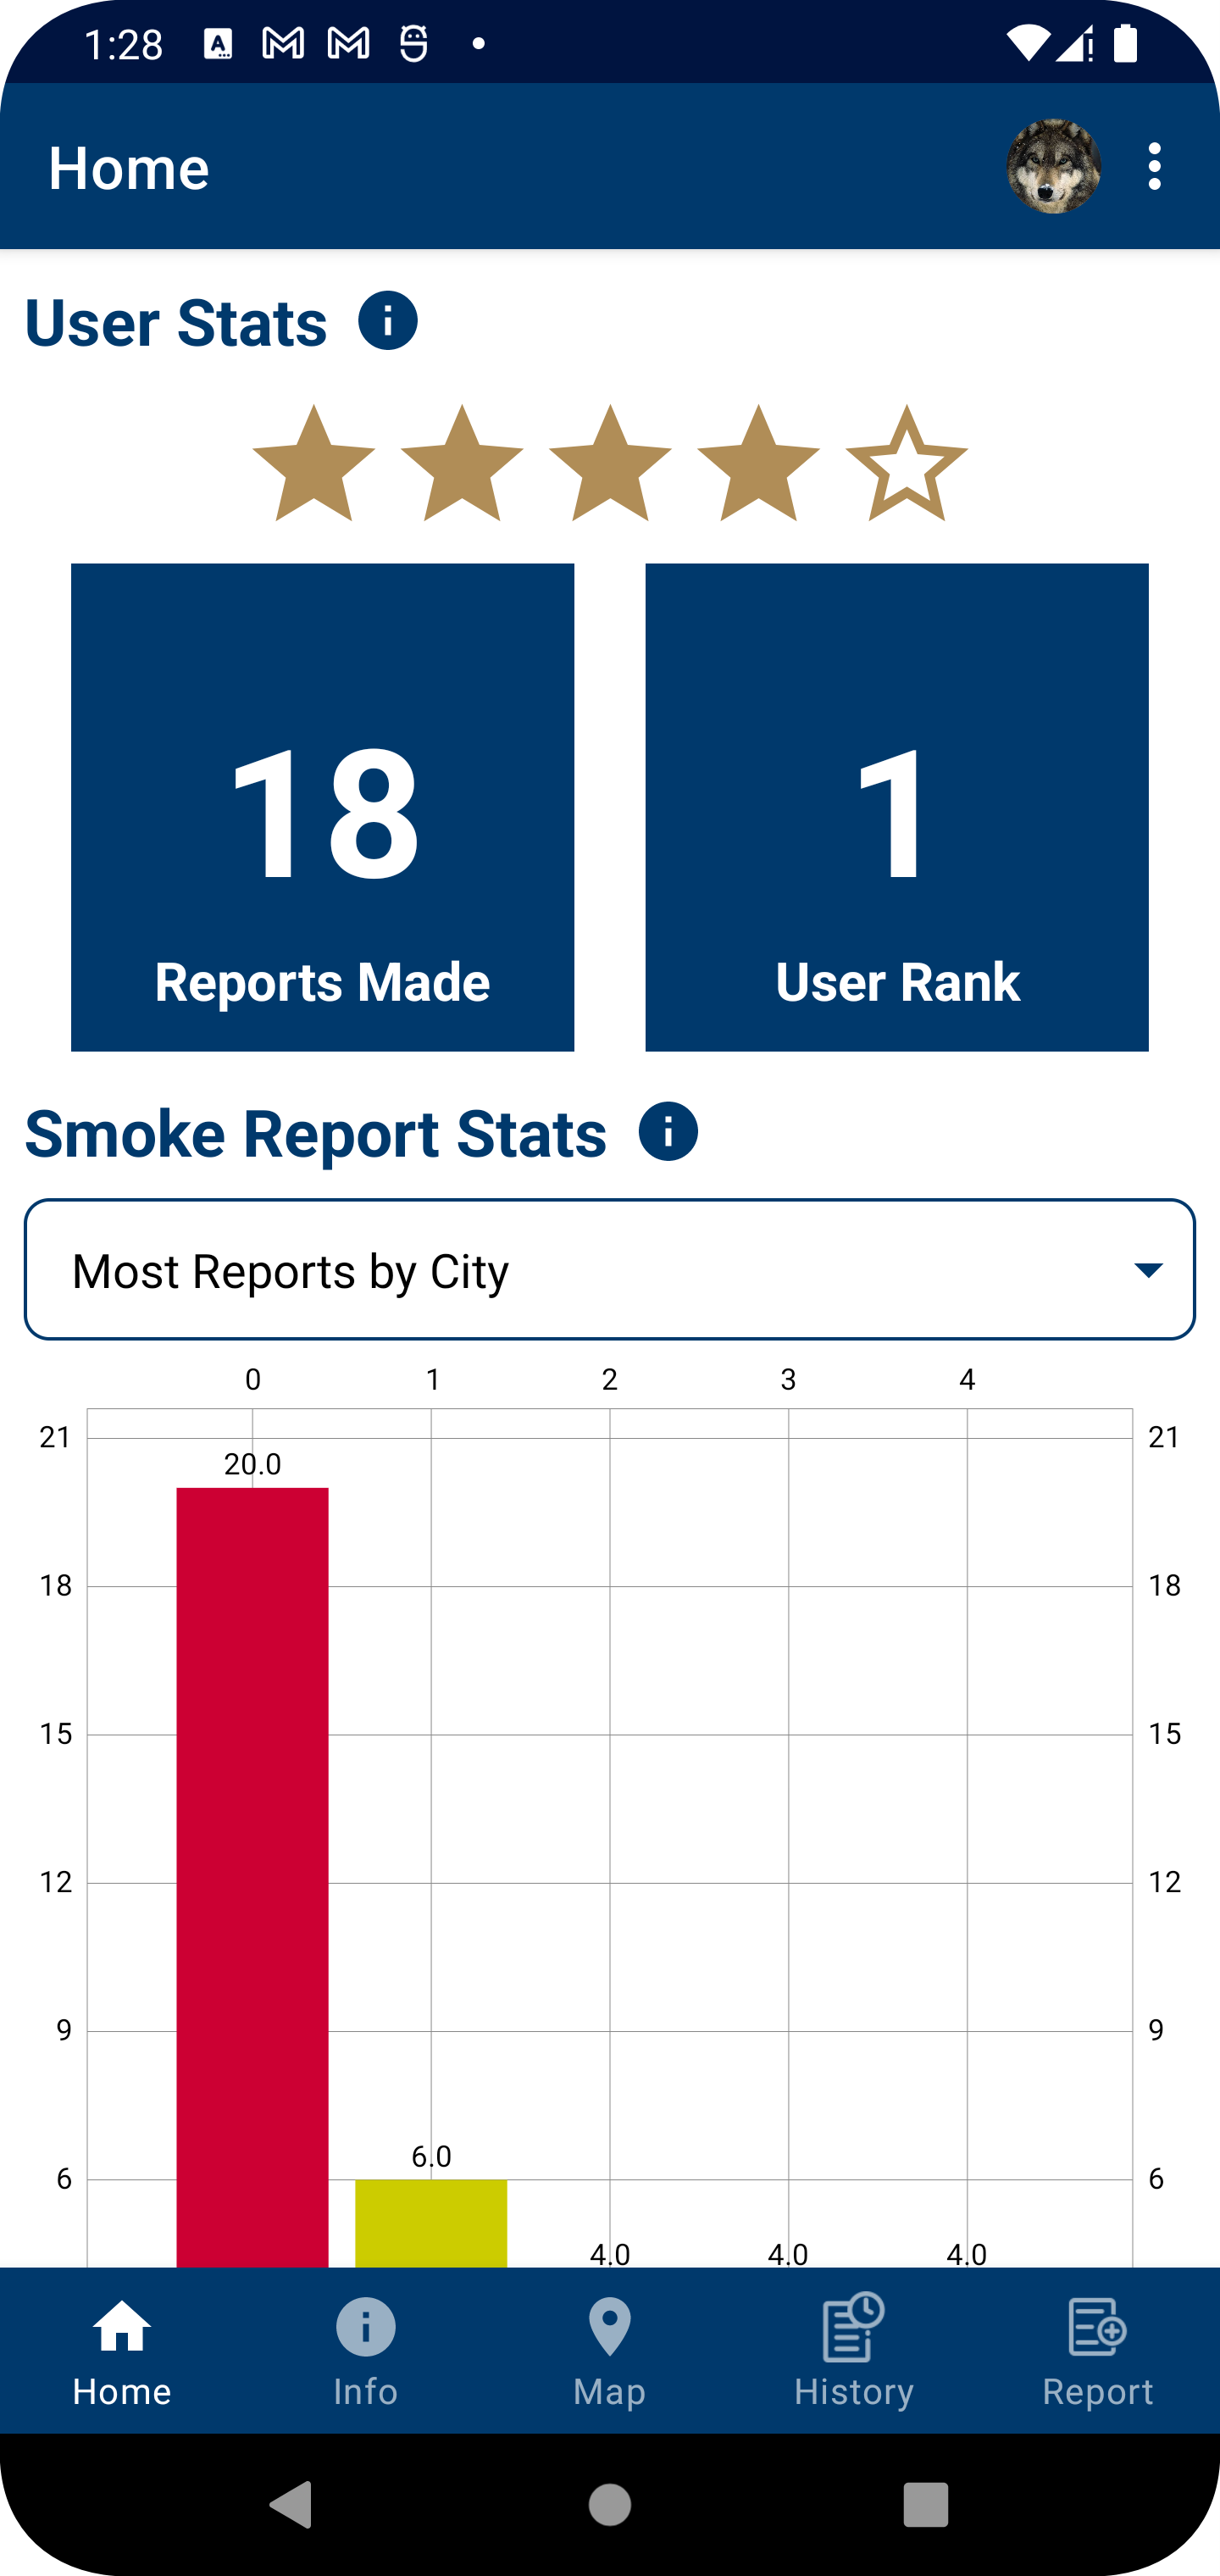 1:28
Home
User Stats
18
Reports Made
1
User Rank
Smoke Report Stats
Most Reports by City
0 1 2 3 4
21 21
20.0
18 18
15 15
12 12
9 9
6.0
6 6
4.0 4.0 4.0
Home Info Map History Report